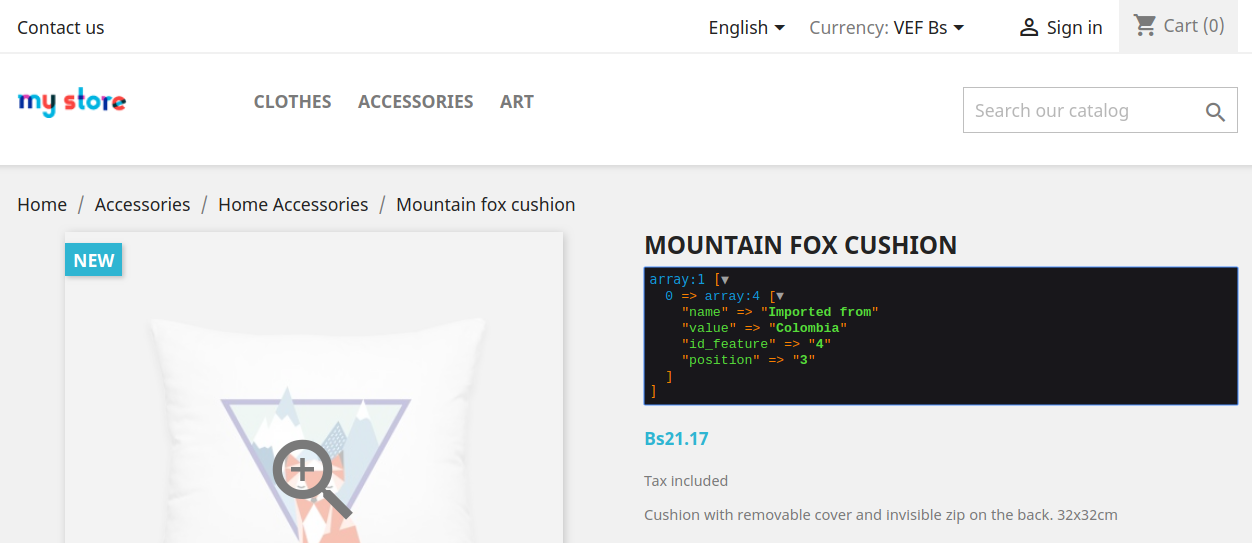 Contact us
English Currency: VEF Bs Sign in Cart (0)
my store
CLOTHES ACCESSORIES ART
Search our catalog
Home / Accessories / Home Accessories / Mountain fox cushion
NEW
MOUNTAIN FOX CUSHION
array:1 [▼
  0 => array:4 [▼
    "name" => "Imported from"
    "value" => "Colombia"
    "id_feature" => "4"
    "position" => "3"
  ]
]
Bs21.17
Tax included
Cushion with removable cover and invisible zip on the back. 32x32cm